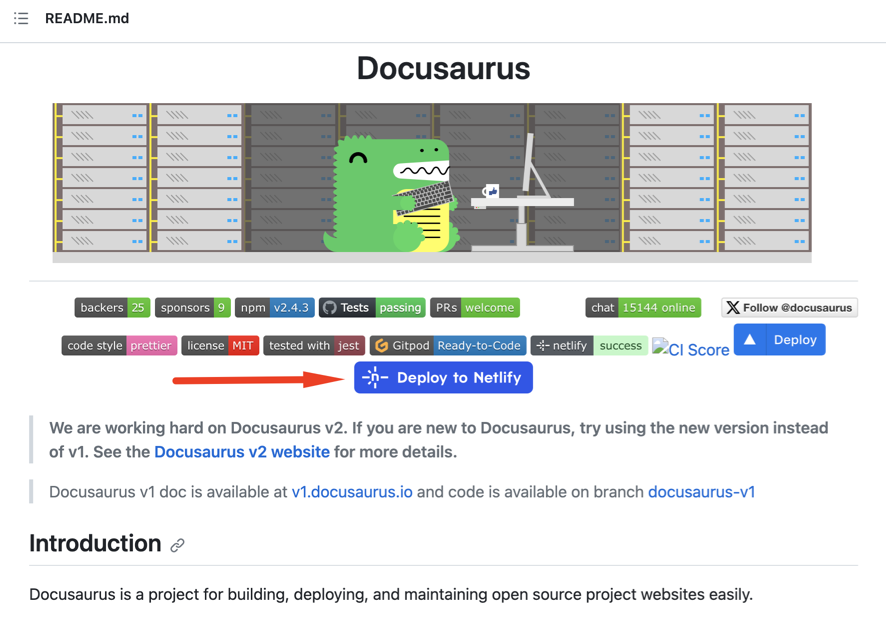 README.md
Docusaurus
backers 25 sponsors 9 npm v2.4.3 Tests passing PRs welcome chat 15144 online X Follow @docusaurus
code style prettier license MIT tested with jest Gitpod Ready-to-Code netlify success CI Score Deploy
Deploy to Netlify
We are working hard on Docusaurus v2. If you are new to Docusaurus, try using the new version instead
of v1. See the Docusaurus v2 website for more details.
Docusaurus v1 doc is available at v1.docusaurus.io and code is available on branch docusaurus-v1
Introduction
Docusaurus is a project for building, deploying, and maintaining open source project websites easily.